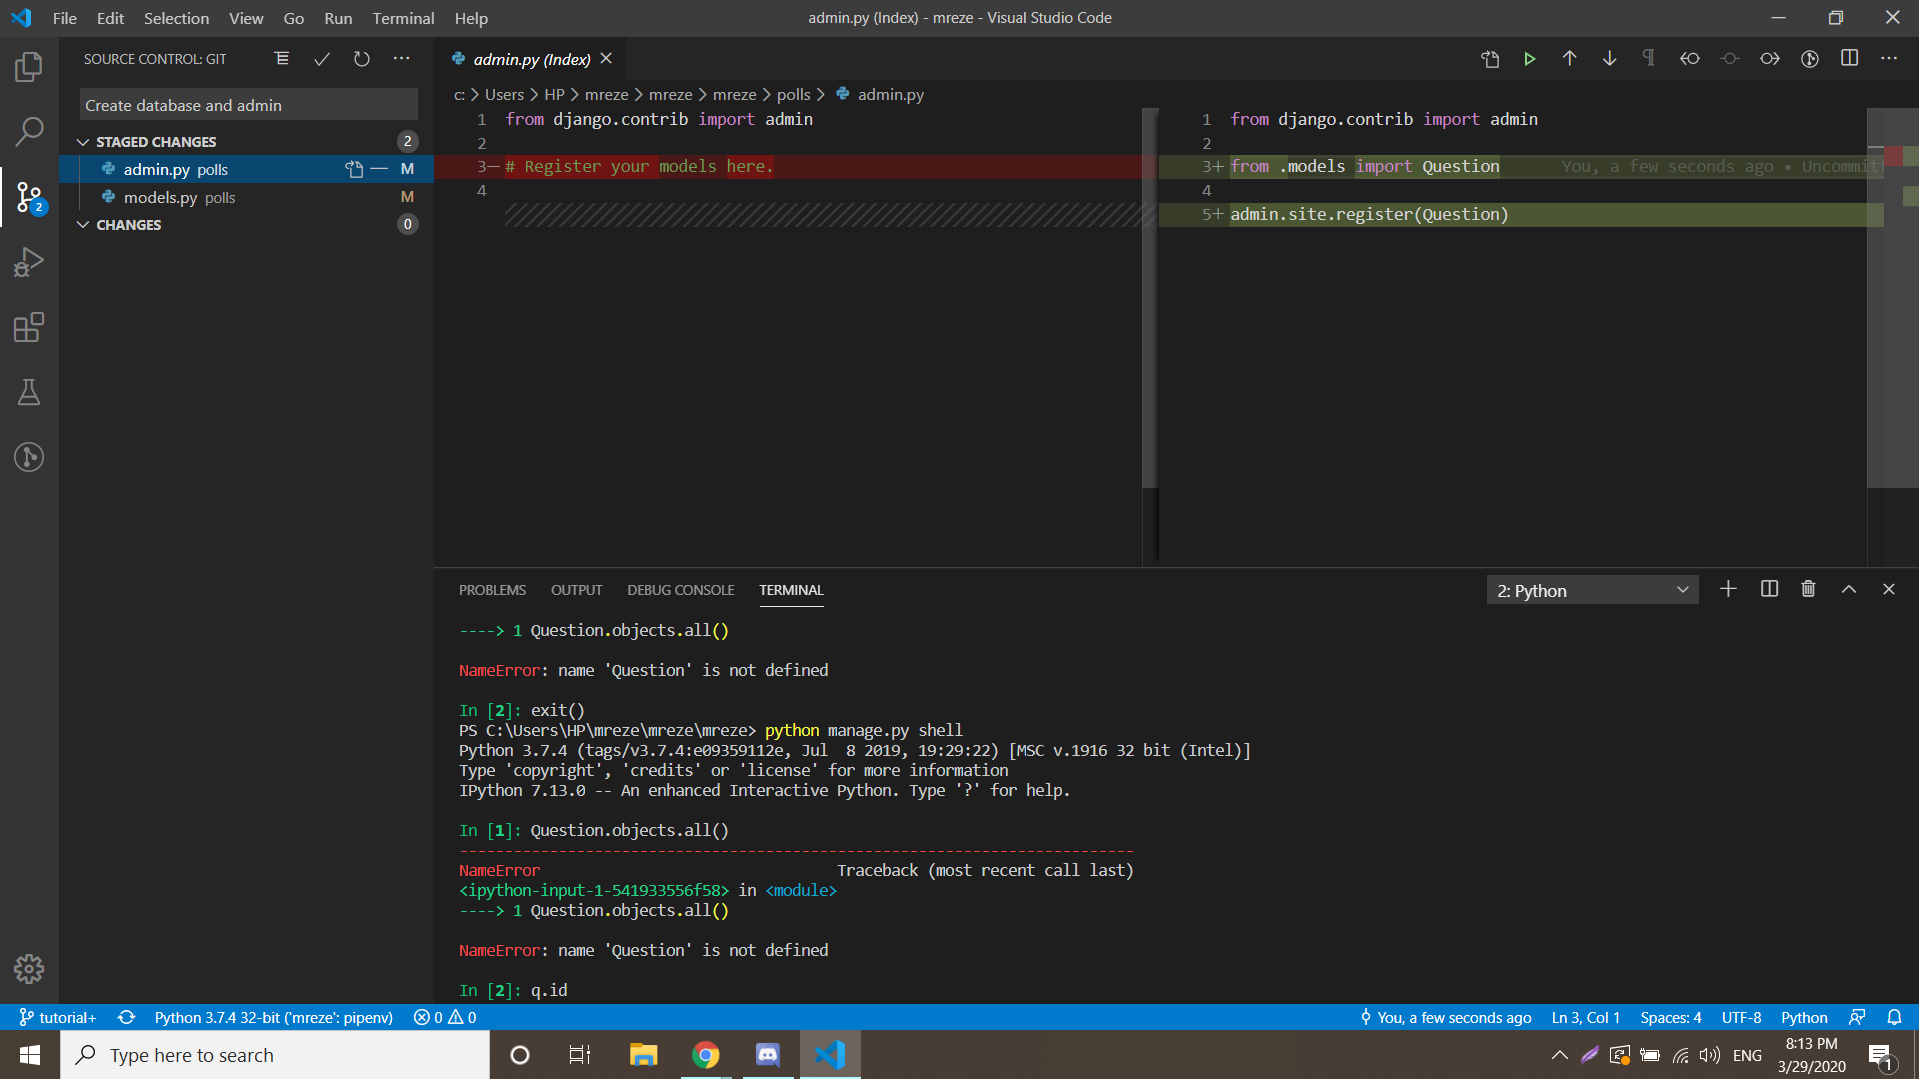 File Edit Selection View Go Run Terminal Help
admin.py (Index) - mreze - Visual Studio Code
SOURCE CONTROL: GIT
Create database and admin
STAGED CHANGES 2
admin.py polls M
models.py polls M
CHANGES 0
2
admin.py (Index)
c: > Users > HP > mreze > mreze > mreze > polls > admin.py
1 from django.contrib import admin
2
3— # Register your models here.
4
1 from django.contrib import admin
2
3+ from .models import Question You, a few seconds ago • Uncommitt
4
5+ admin.site.register(Question)
PROBLEMS OUTPUT DEBUG CONSOLE TERMINAL
2: Python
----> 1 Question.objects.all()
NameError: name 'Question' is not defined
In [2]: exit()
PS C:\Users\HP\mreze\mreze\mreze> python manage.py shell
Python 3.7.4 (tags/v3.7.4:e09359112e, Jul  8 2019, 19:29:22) [MSC v.1916 32 bit (Intel)]
Type 'copyright', 'credits' or 'license' for more information
IPython 7.13.0 -- An enhanced Interactive Python. Type '?' for help.
In [1]: Question.objects.all()
---------------------------------------------------------------------------
NameError                                 Traceback (most recent call last)
<ipython-input-1-541933556f58> in <module>
----> 1 Question.objects.all()
NameError: name 'Question' is not defined
In [2]: q.id
tutorial+ Python 3.7.4 32-bit ('mreze': pipenv) 0 0
You, a few seconds ago Ln 3, Col 1 Spaces: 4 UTF-8 Python
Type here to search
ENG
8:13 PM
3/29/2020
1